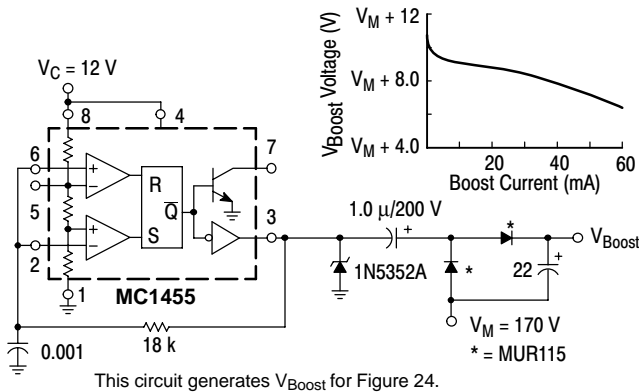 V_C = 12 V
8
4
6
7
+
−
R
Q̅
5
3
+
−
S
2
1
MC1455
18 k
0.001
1.0 µ/200 V
+
1N5352A
*
*
22
+
V_Boost
V_M = 170 V
* = MUR115
V_Boost Voltage (V)
V_M + 12
V_M + 8.0
V_M + 4.0
20
40
60
Boost Current (mA)
This circuit generates V_Boost for Figure 24.